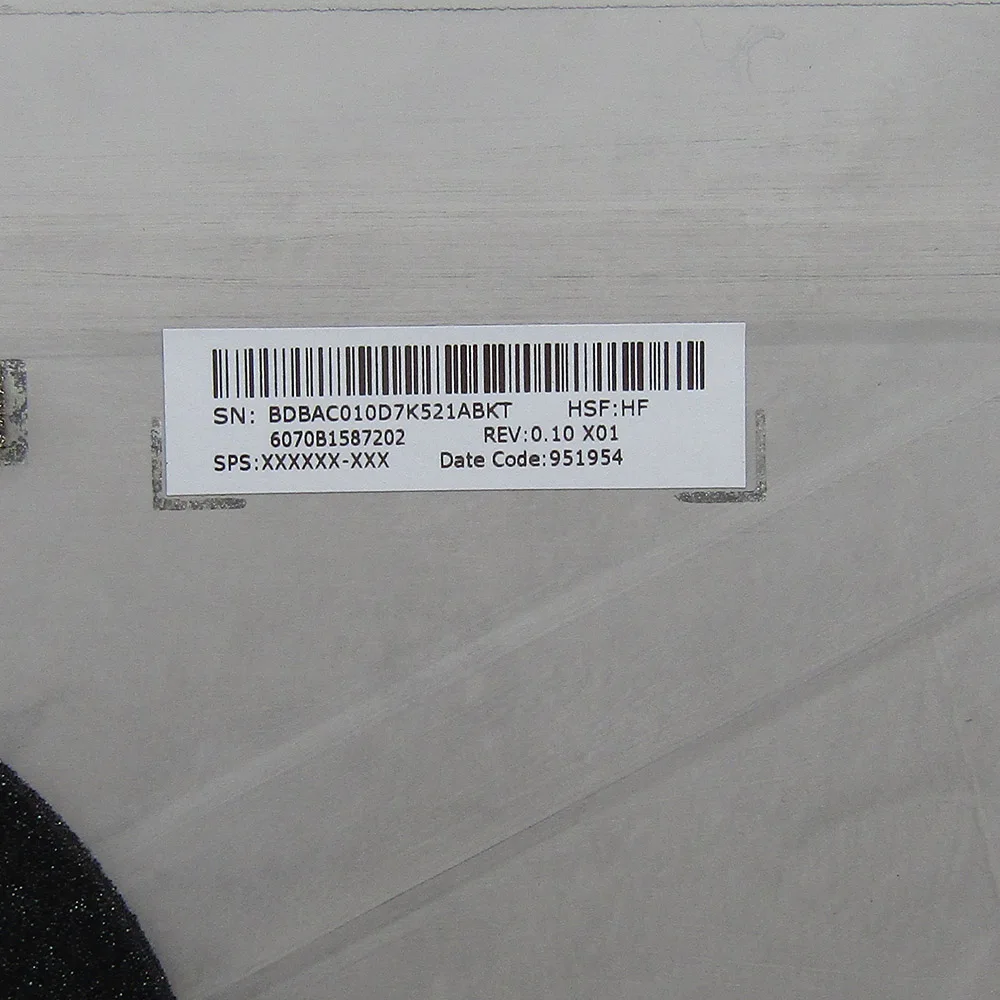 SN: BDBAC010D7K521ABKT HSF:HF
6070B1587202 REV:0.10 X01
SPS:XXXXXX-XXX Date Code:951954